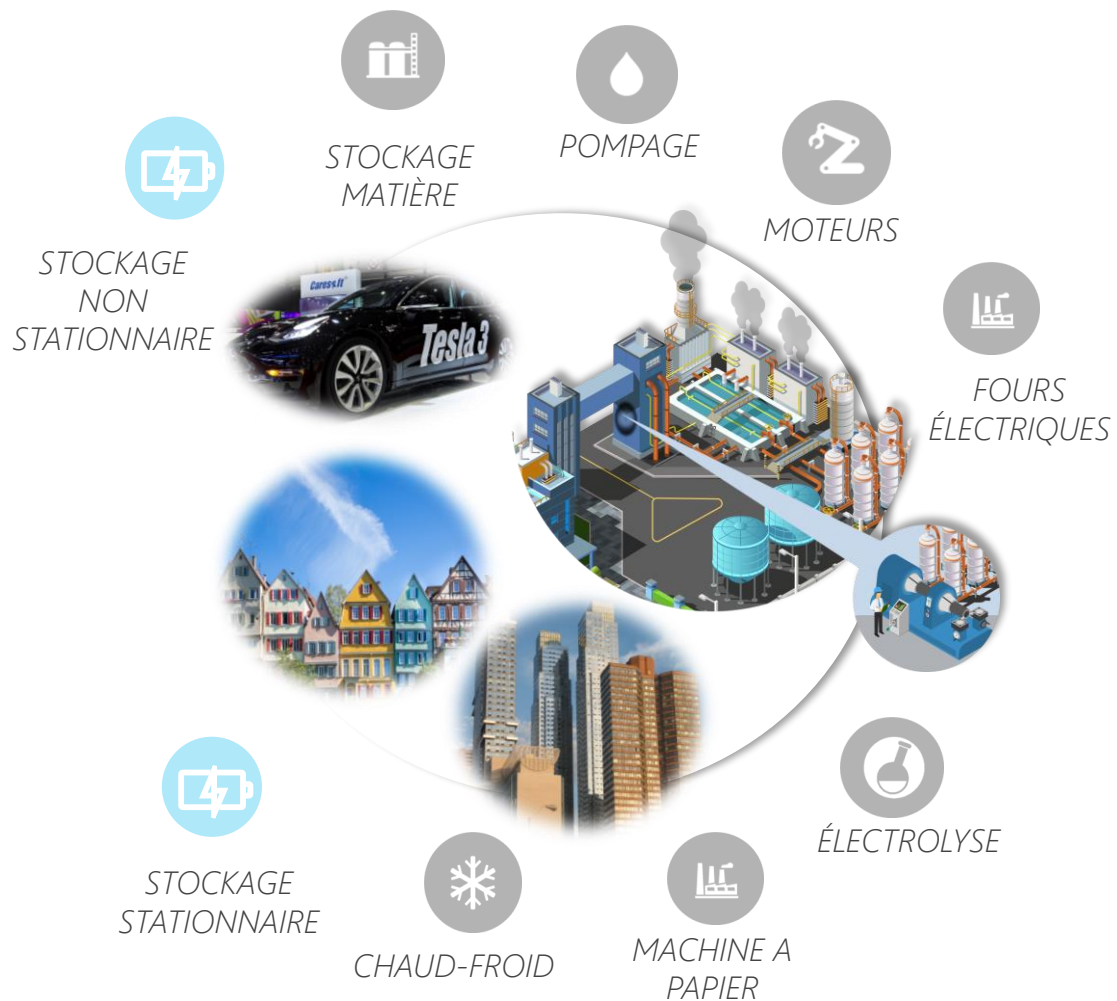 STOCKAGE
MATIÈRE
POMPAGE
MOTEURS
STOCKAGE
NON
STATIONNAIRE
FOURS
ÉLECTRIQUES
Tesla 3
ÉLECTROLYSE
STOCKAGE
STATIONNAIRE
CHAUD-FROID
MACHINE A
PAPIER